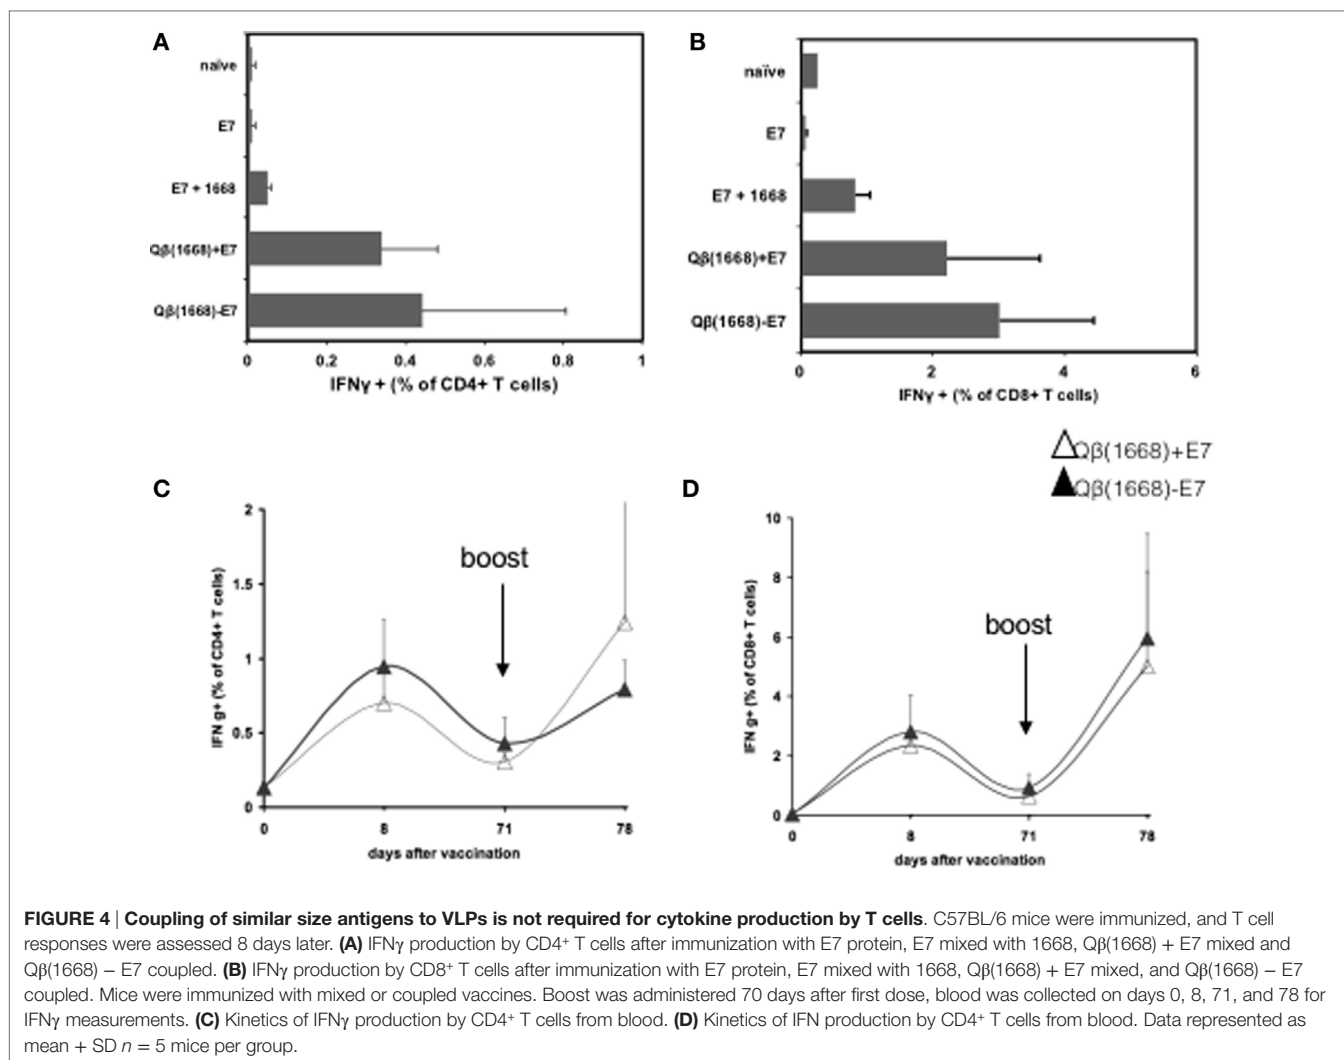 A
naïve
E7
E7 + 1668
Qβ(1668)+E7
Qβ(1668)-E7
0 0.2 0.4 0.6 0.8 1
IFNγ + (% of CD4+ T cells)
B
naïve
E7
E7 + 1668
Qβ(1668)+E7
Qβ(1668)-E7
2 4 6
IFNγ + (% of CD8+ T cells)
Qβ(1668)+E7
Qβ(1668)-E7
C
2
1.5
1
0.5
0
IFN g+ (% of CD4+ T cells)
boost
0 8 71 78
days after vaccination
D
10
8
6
4
2
0
IFN g+ (% of CD8+ T cells)
boost
0 8 71 78
days after vaccination
FIGURE 4 | Coupling of similar size antigens to VLPs is not required for cytokine production by T cells. C57BL/6 mice were immunized, and T cell
responses were assessed 8 days later. (A) IFNγ production by CD4+ T cells after immunization with E7 protein, E7 mixed with 1668, Qβ(1668) + E7 mixed and
Qβ(1668) − E7 coupled. (B) IFNγ production by CD8+ T cells after immunization with E7 protein, E7 mixed with 1668, Qβ(1668) + E7 mixed, and Qβ(1668) − E7
coupled. Mice were immunized with mixed or coupled vaccines. Boost was administered 70 days after first dose, blood was collected on days 0, 8, 71, and 78 for
IFNγ measurements. (C) Kinetics of IFNγ production by CD4+ T cells from blood. (D) Kinetics of IFN production by CD4+ T cells from blood. Data represented as
mean + SD n = 5 mice per group.